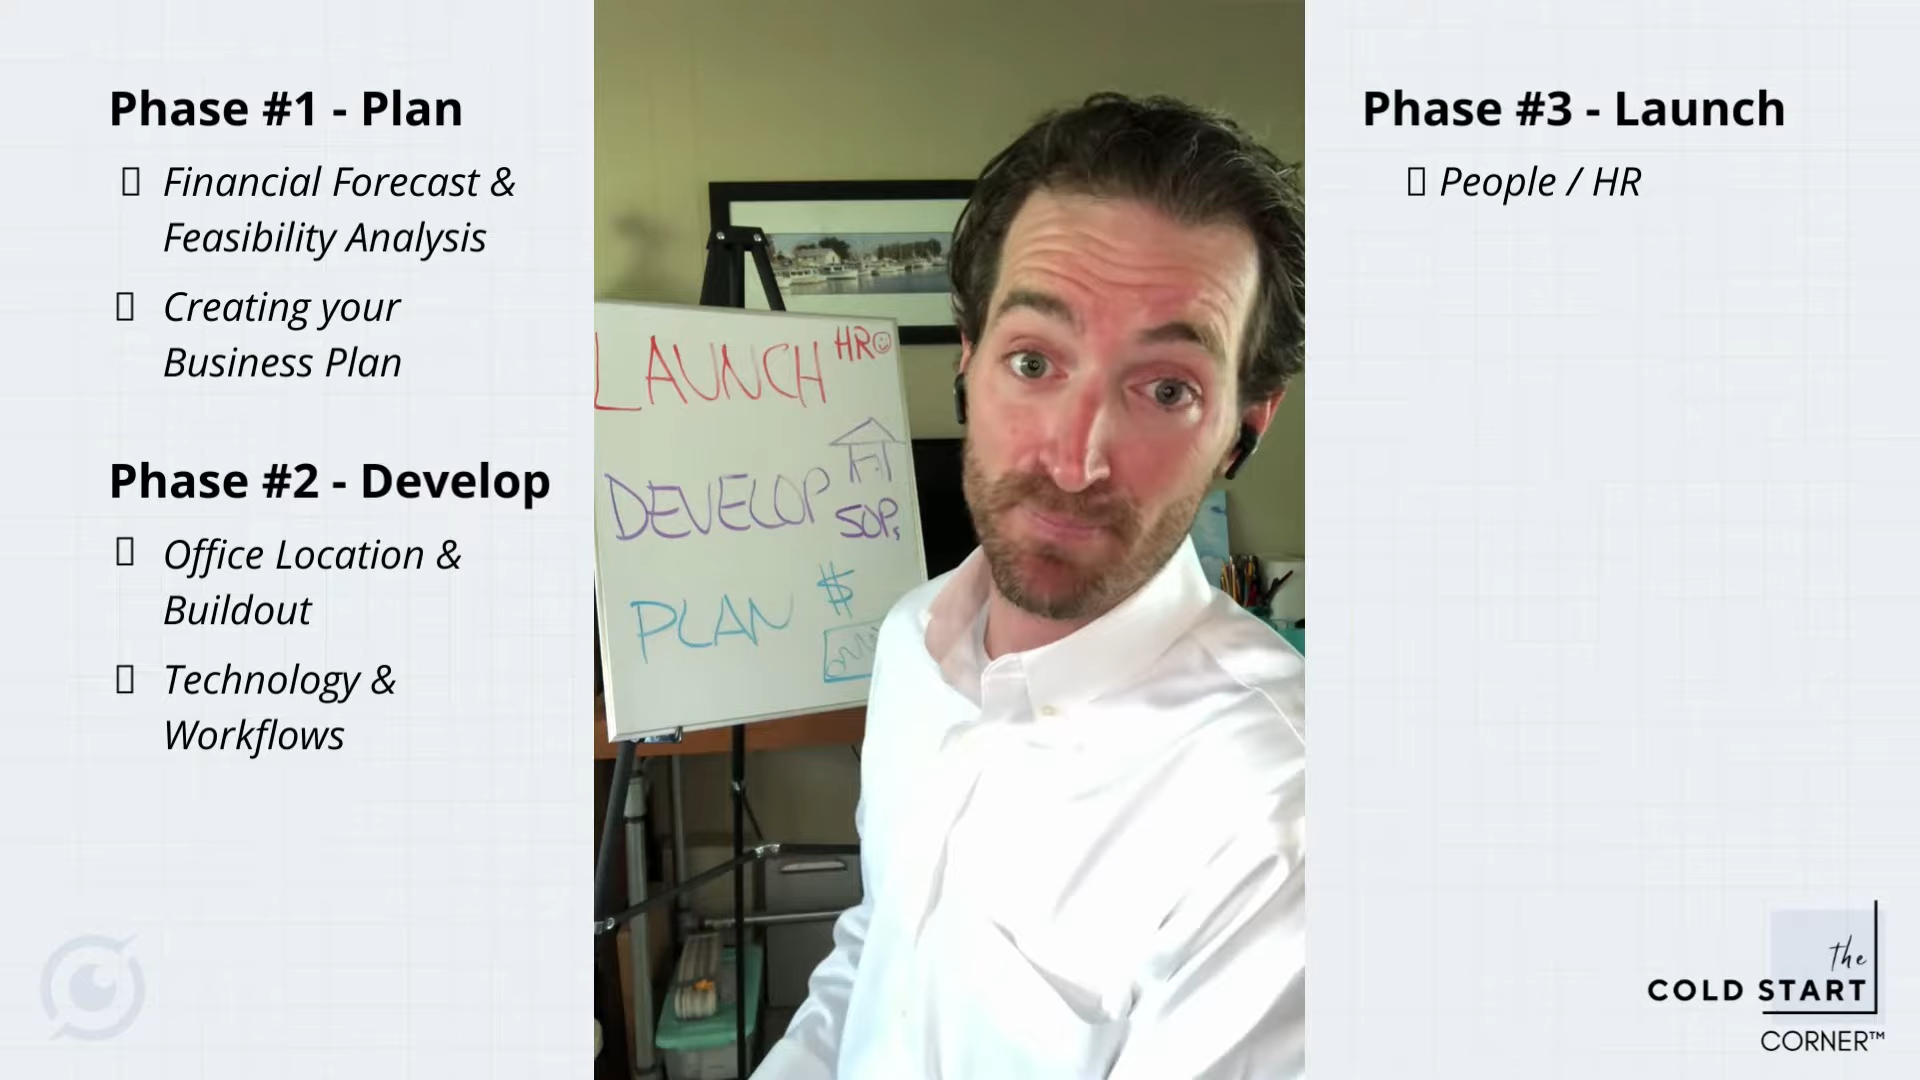 Phase #1 - Plan
Financial Forecast &
Feasibility Analysis
Creating your
Business Plan
Phase #2 - Develop
Office Location &
Buildout
Technology &
Workflows
LAUNCH HR
DEVELOP
SOPs
PLAN $
Phase #3 - Launch
People / HR
the
COLD START
CORNER™